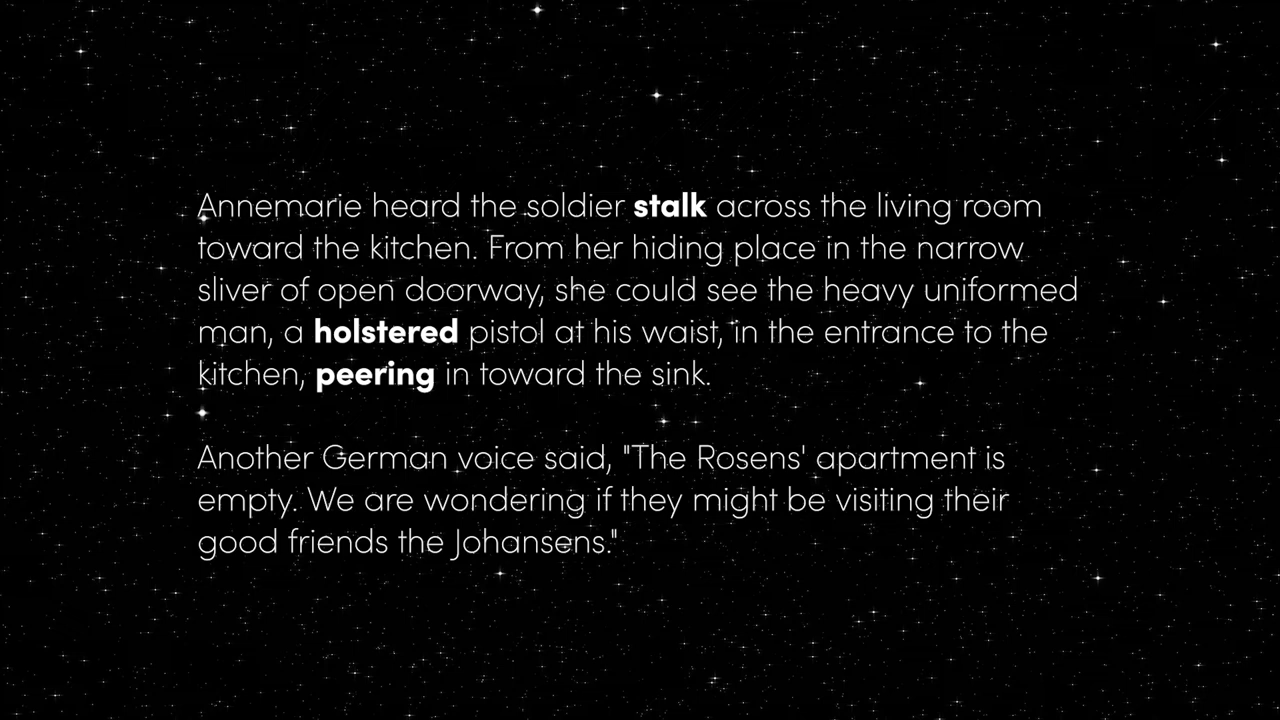 Annemarie heard the soldier stalk across the living room
toward the kitchen. From her hiding place in the narrow
sliver of open doorway, she could see the heavy uniformed
man, a holstered pistol at his waist, in the entrance to the
kitchen, peering in toward the sink.
Another German voice said, "The Rosens' apartment is
empty. We are wondering if they might be visiting their
good friends the Johansens."